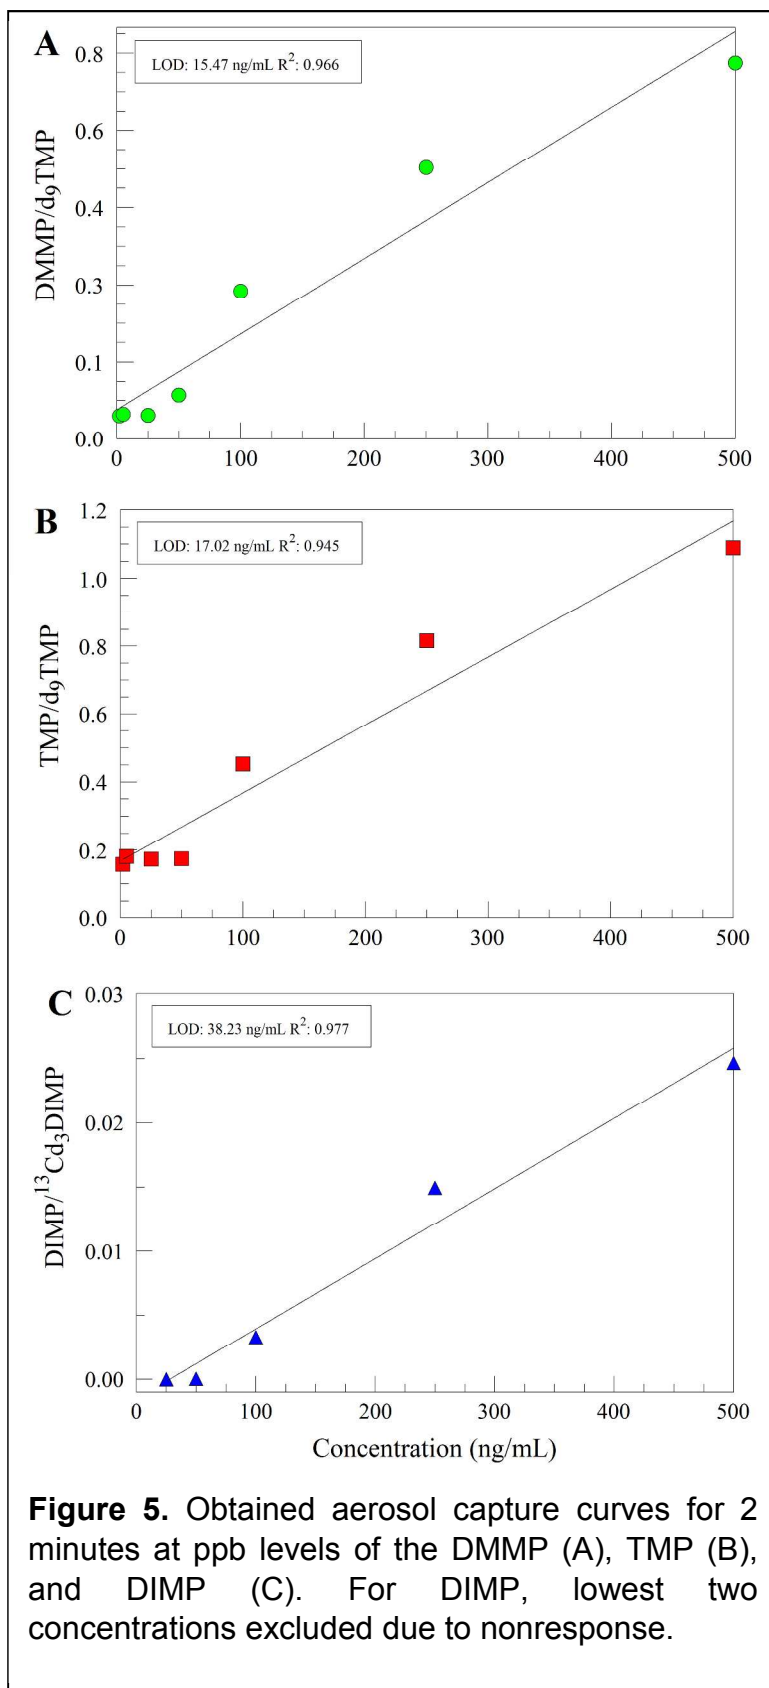 A
LOD: 15.47 ng/mL R²: 0.966
DMMP/d₉TMP
0.8
0.6
0.4
0.3
0.1
0.0
0 100 200 300 400 500
B
LOD: 17.02 ng/mL R²: 0.945
TMP/d₉TMP
1.2
1.0
0.8
0.6
0.4
0.2
0.0
0 100 200 300 400 500
C
LOD: 38.23 ng/mL R²: 0.977
DIMP/¹³Cd₃DIMP
0.03
0.02
0.01
0.00
0 100 200 300 400 500
Concentration (ng/mL)
Figure 5. Obtained aerosol capture curves for 2
minutes at ppb levels of the DMMP (A), TMP (B),
and DIMP (C). For DIMP, lowest two
concentrations excluded due to nonresponse.